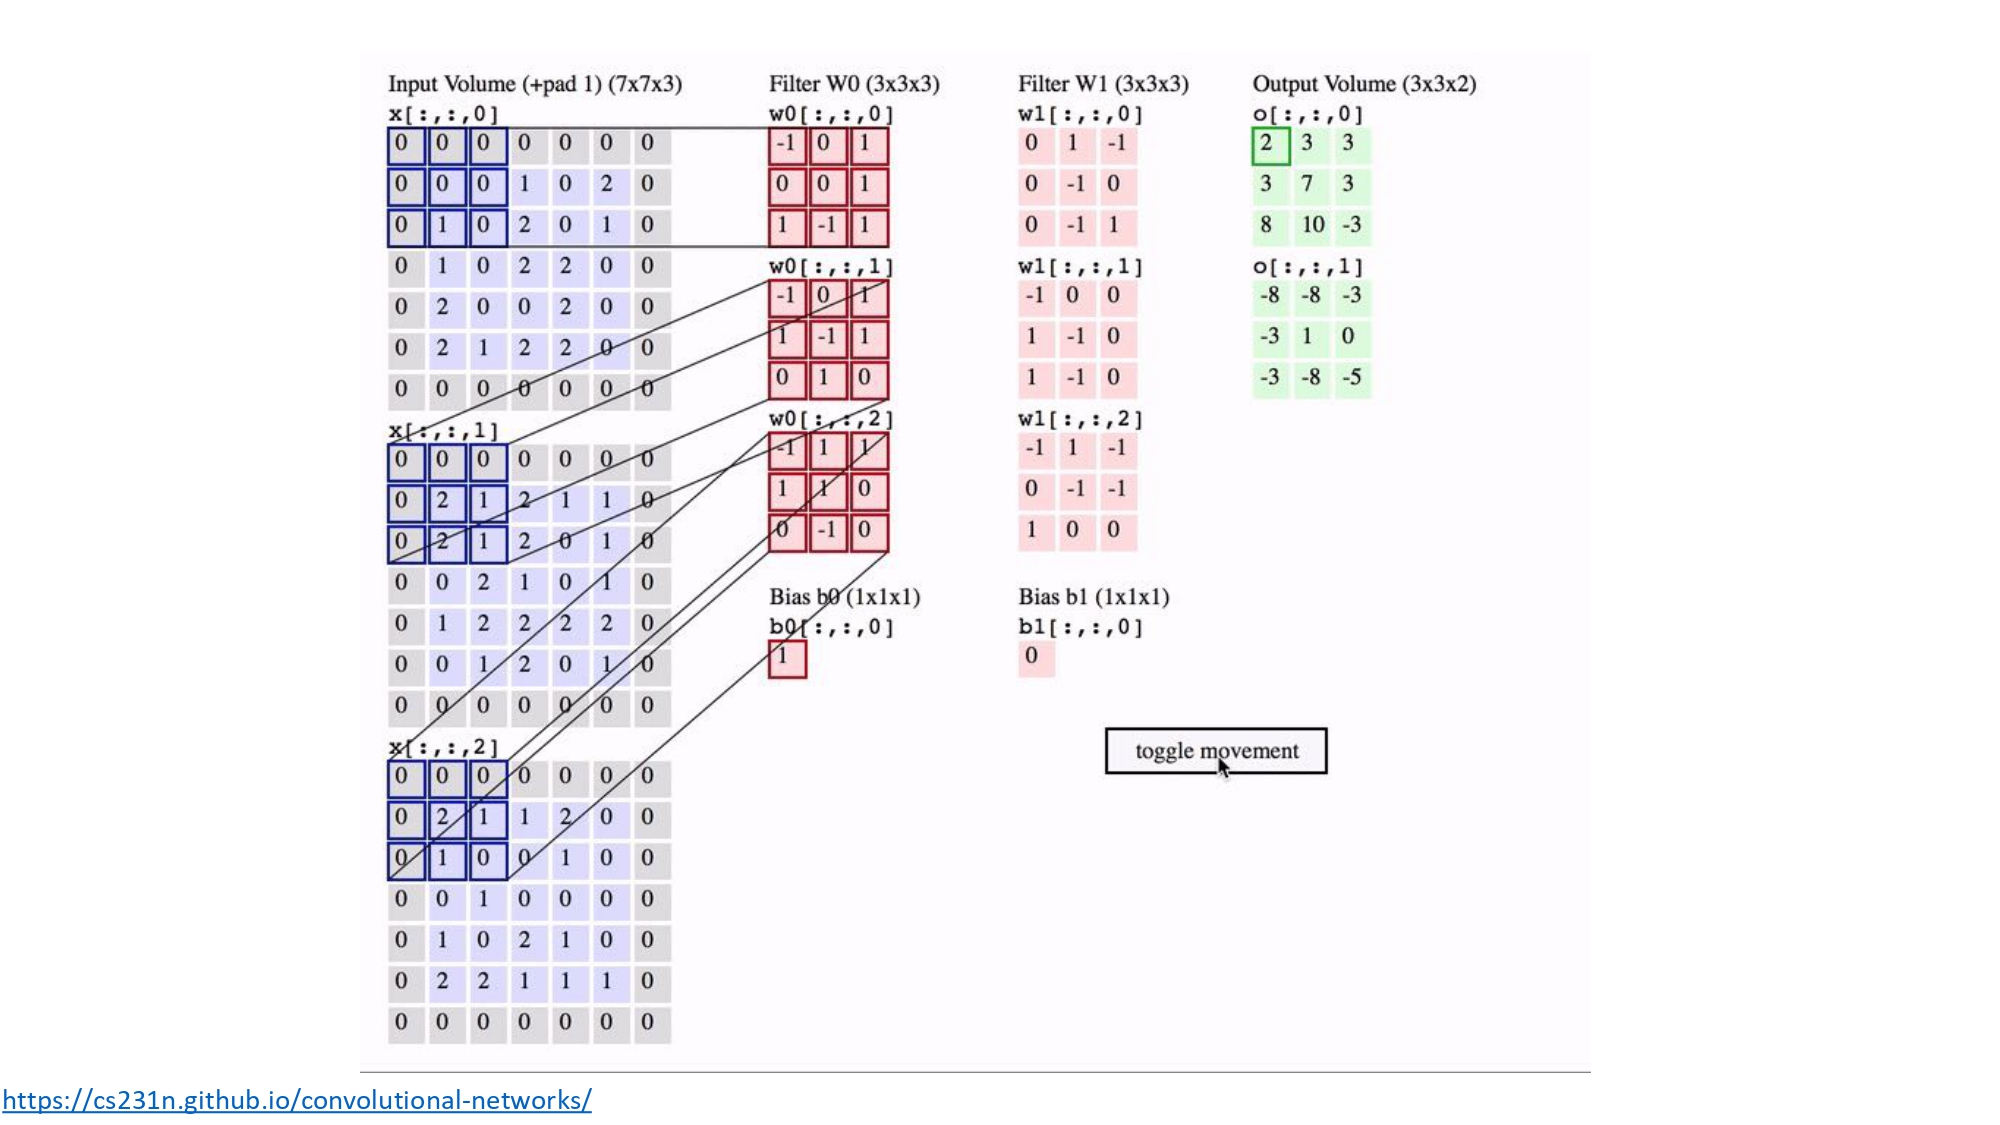 Input Volume (+pad 1) (7x7x3)
x[:,:,0]
0 0 0 0 0 0 0
0 0 0 1 0 2 0
0 1 0 2 0 1 0
0 1 0 2 2 0 0
0 2 0 0 2 0 0
0 2 1 2 2 0 0
0 0 0 0 0 0 0
x[:,:,1]
0 0 0 0 0 0 0
0 2 1 2 1 1 0
0 2 1 2 0 1 0
0 0 2 1 0 1 0
0 1 2 2 2 2 0
0 0 1 2 0 1 0
0 0 0 0 0 0 0
x[:,:,2]
0 0 0 0 0 0 0
0 2 1 1 2 0 0
0 1 0 0 1 0 0
0 0 1 0 0 0 0
0 1 0 2 1 0 0
0 2 2 1 1 1 0
0 0 0 0 0 0 0
Filter W0 (3x3x3)
w0[:,:,0]
-1 0 1
0 0 1
1 -1 1
w0[:,:,1]
-1 0 1
1 -1 1
0 1 0
w0[:,:,2]
-1 1 1
1 1 0
0 -1 0
Bias b0 (1x1x1)
b0[:,:,0]
1
Filter W1 (3x3x3)
w1[:,:,0]
0 1 -1
0 -1 0
0 -1 1
w1[:,:,1]
-1 0 0
1 -1 0
1 -1 0
w1[:,:,2]
-1 1 -1
0 -1 -1
1 0 0
Bias b1 (1x1x1)
b1[:,:,0]
0
Output Volume (3x3x2)
o[:,:,0]
2 3 3
3 7 3
8 10 -3
o[:,:,1]
-8 -8 -3
-3 1 0
-3 -8 -5
toggle movement
https://cs231n.github.io/convolutional-networks/